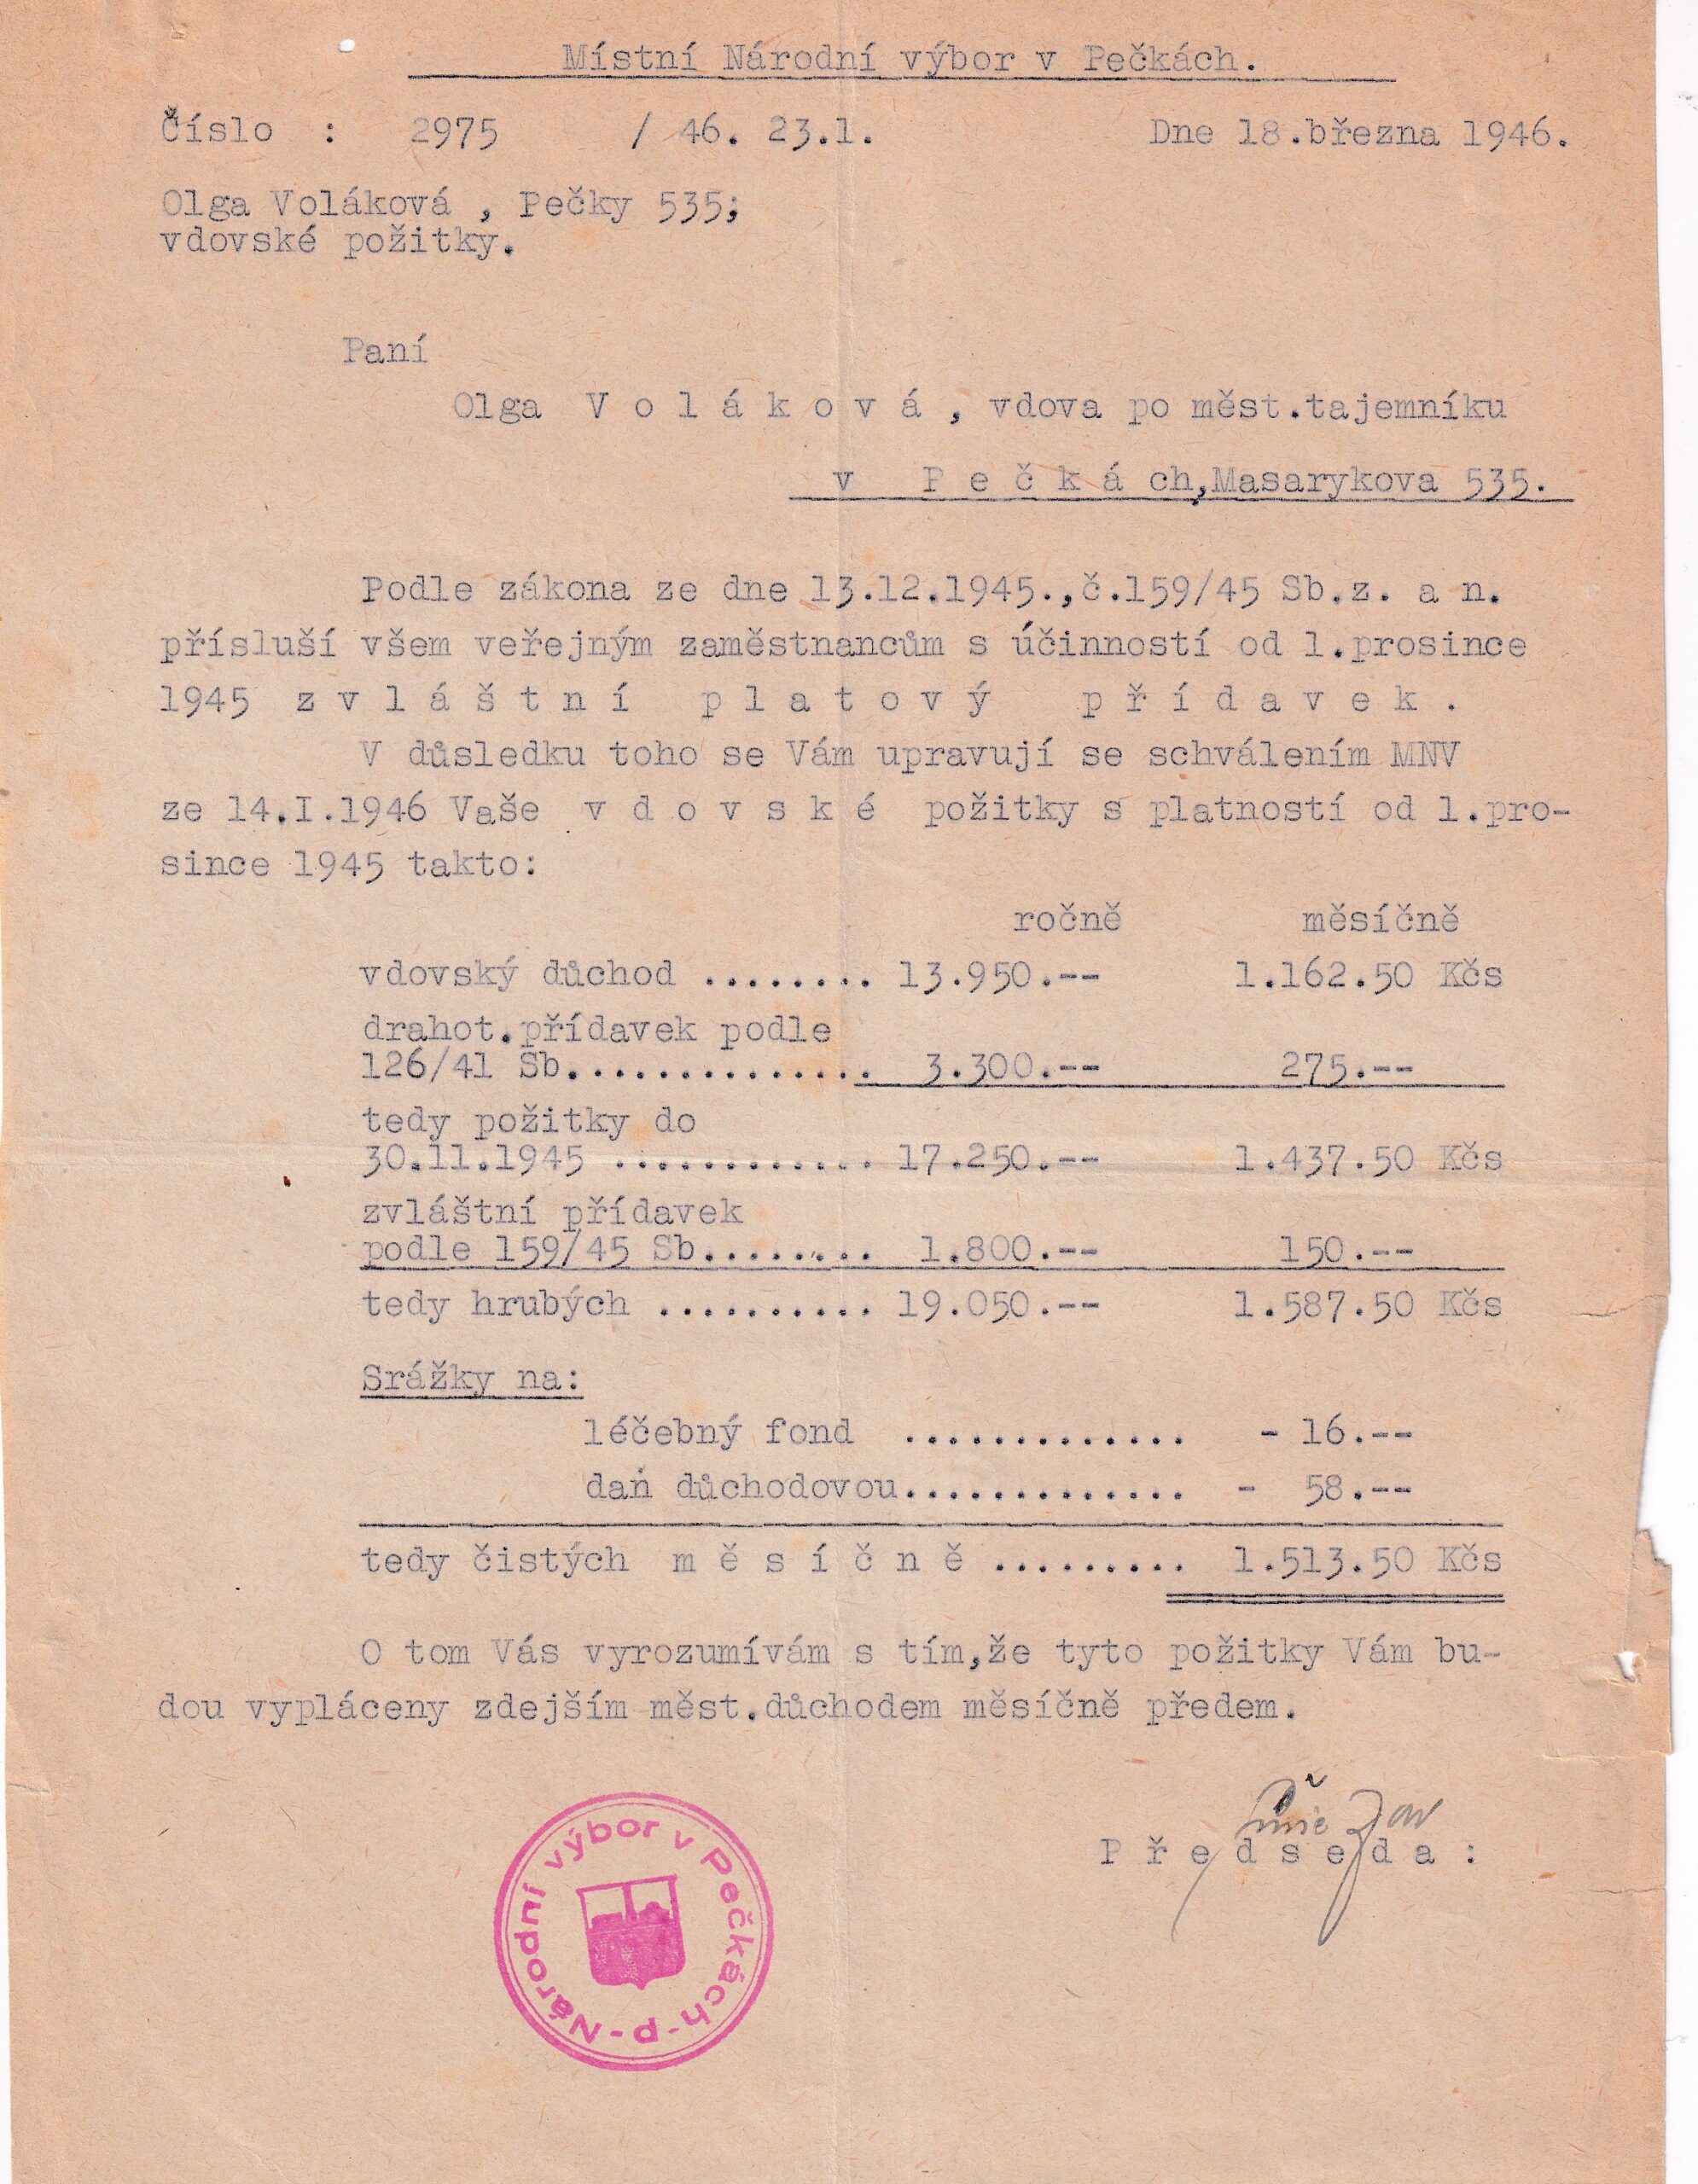 Místní Národní výbor v Pečkách.
Číslo : 2975 / 46. 23.1. Dne 18.března 1946.
Olga Voláková , Pečky 535;
vdovské požitky.
Paní
Olga V o l á k o v á , vdova po měst.tajemníku
v P e č k á ch,Masarykova 535.
Podle zákona ze dne 13.12.1945.,č.159/45 Sb.z. a n.
přísluší všem veřejným zaměstnancům s účinností od 1.prosince
1945 z v l á š t n í p l a t o v ý p ř í d a v e k .
V důsledku toho se Vám upravují se schválením MNV
ze 14.I.1946 Vaše v d o v s k é požitky s platností od 1.pro-
since 1945 takto:
ročně měsíčně
vdovský důchod ........ 13.950.-- 1.162.50 Kčs
drahot.přídavek podle
126/41 Sb.............. 3.300.-- 275.--
tedy požitky do
30.11.1945 ............ 17.250.-- 1.437.50 Kčs
zvláštní přídavek
podle 159/45 Sb........ 1.800.-- 150.--
tedy hrubých .......... 19.050.-- 1.587.50 Kčs
Srážky na:
léčebný fond ............. - 16.--
daň důchodovou............. - 58.--
tedy čistých m ě s í č n ě ......... 1.513.50 Kčs
O tom Vás vyrozumívám s tím,že tyto požitky Vám bu-
dou vypláceny zdejším měst.důchodem měsíčně předem.
P ř e d s e d a :
Národní výbor v Pečkách-p-d-